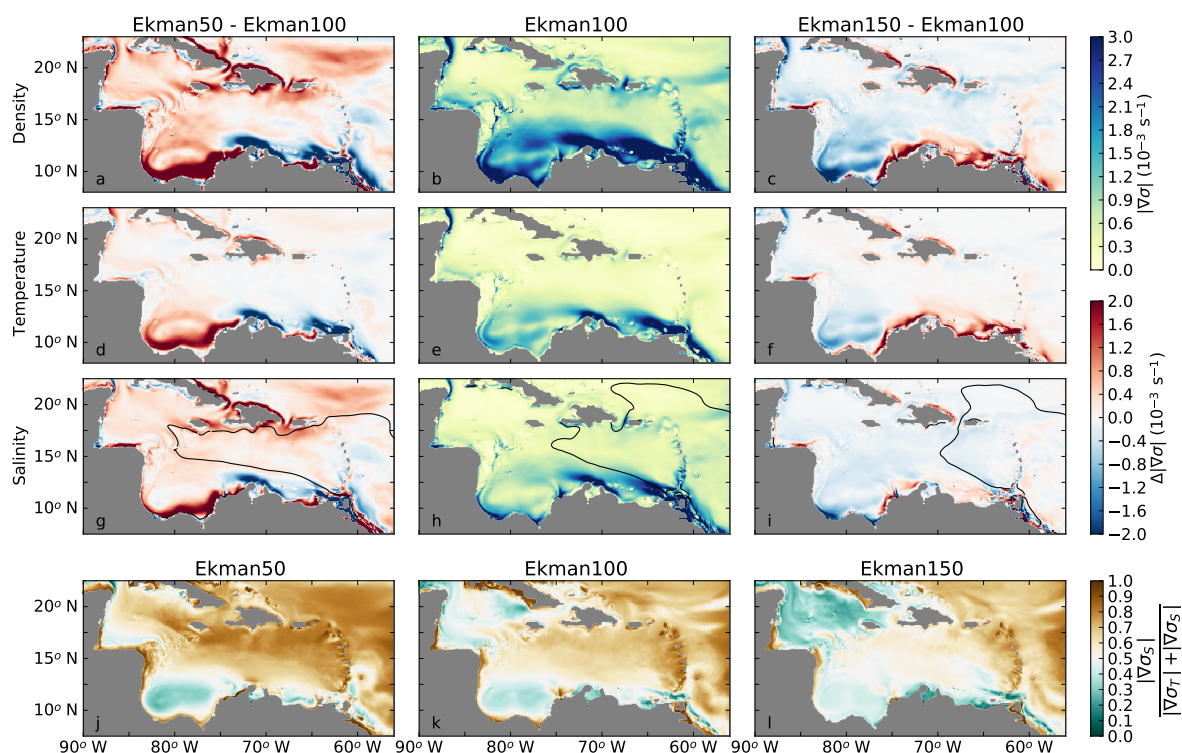 Ekman50 - Ekman100 Ekman100 Ekman150 - Ekman100
20° N
15° N
10° N
Density
a b c
3.0
2.7
2.4
2.1
1.8
1.5
1.2
0.9
0.6
0.3
0.0
|∇σ| (10⁻³ s⁻¹)
20° N
15° N
10° N
Temperature
d e f
20° N
15° N
10° N
Salinity
g h i
2.0
1.6
1.2
0.8
0.4
0.0
−0.4
−0.8
−1.2
−1.6
−2.0
Δ|∇σ| (10⁻³ s⁻¹)
Ekman50 Ekman100 Ekman150
20° N
15° N
10° N
j k l
1.0
0.9
0.8
0.7
0.6
0.5
0.4
0.3
0.2
0.1
0.0
|∇σ_S|
|∇σ_T| + |∇σ_S|
90° W 80° W 70° W 60° W 90° W 80° W 70° W 60° W 90° W 80° W 70° W 60° W